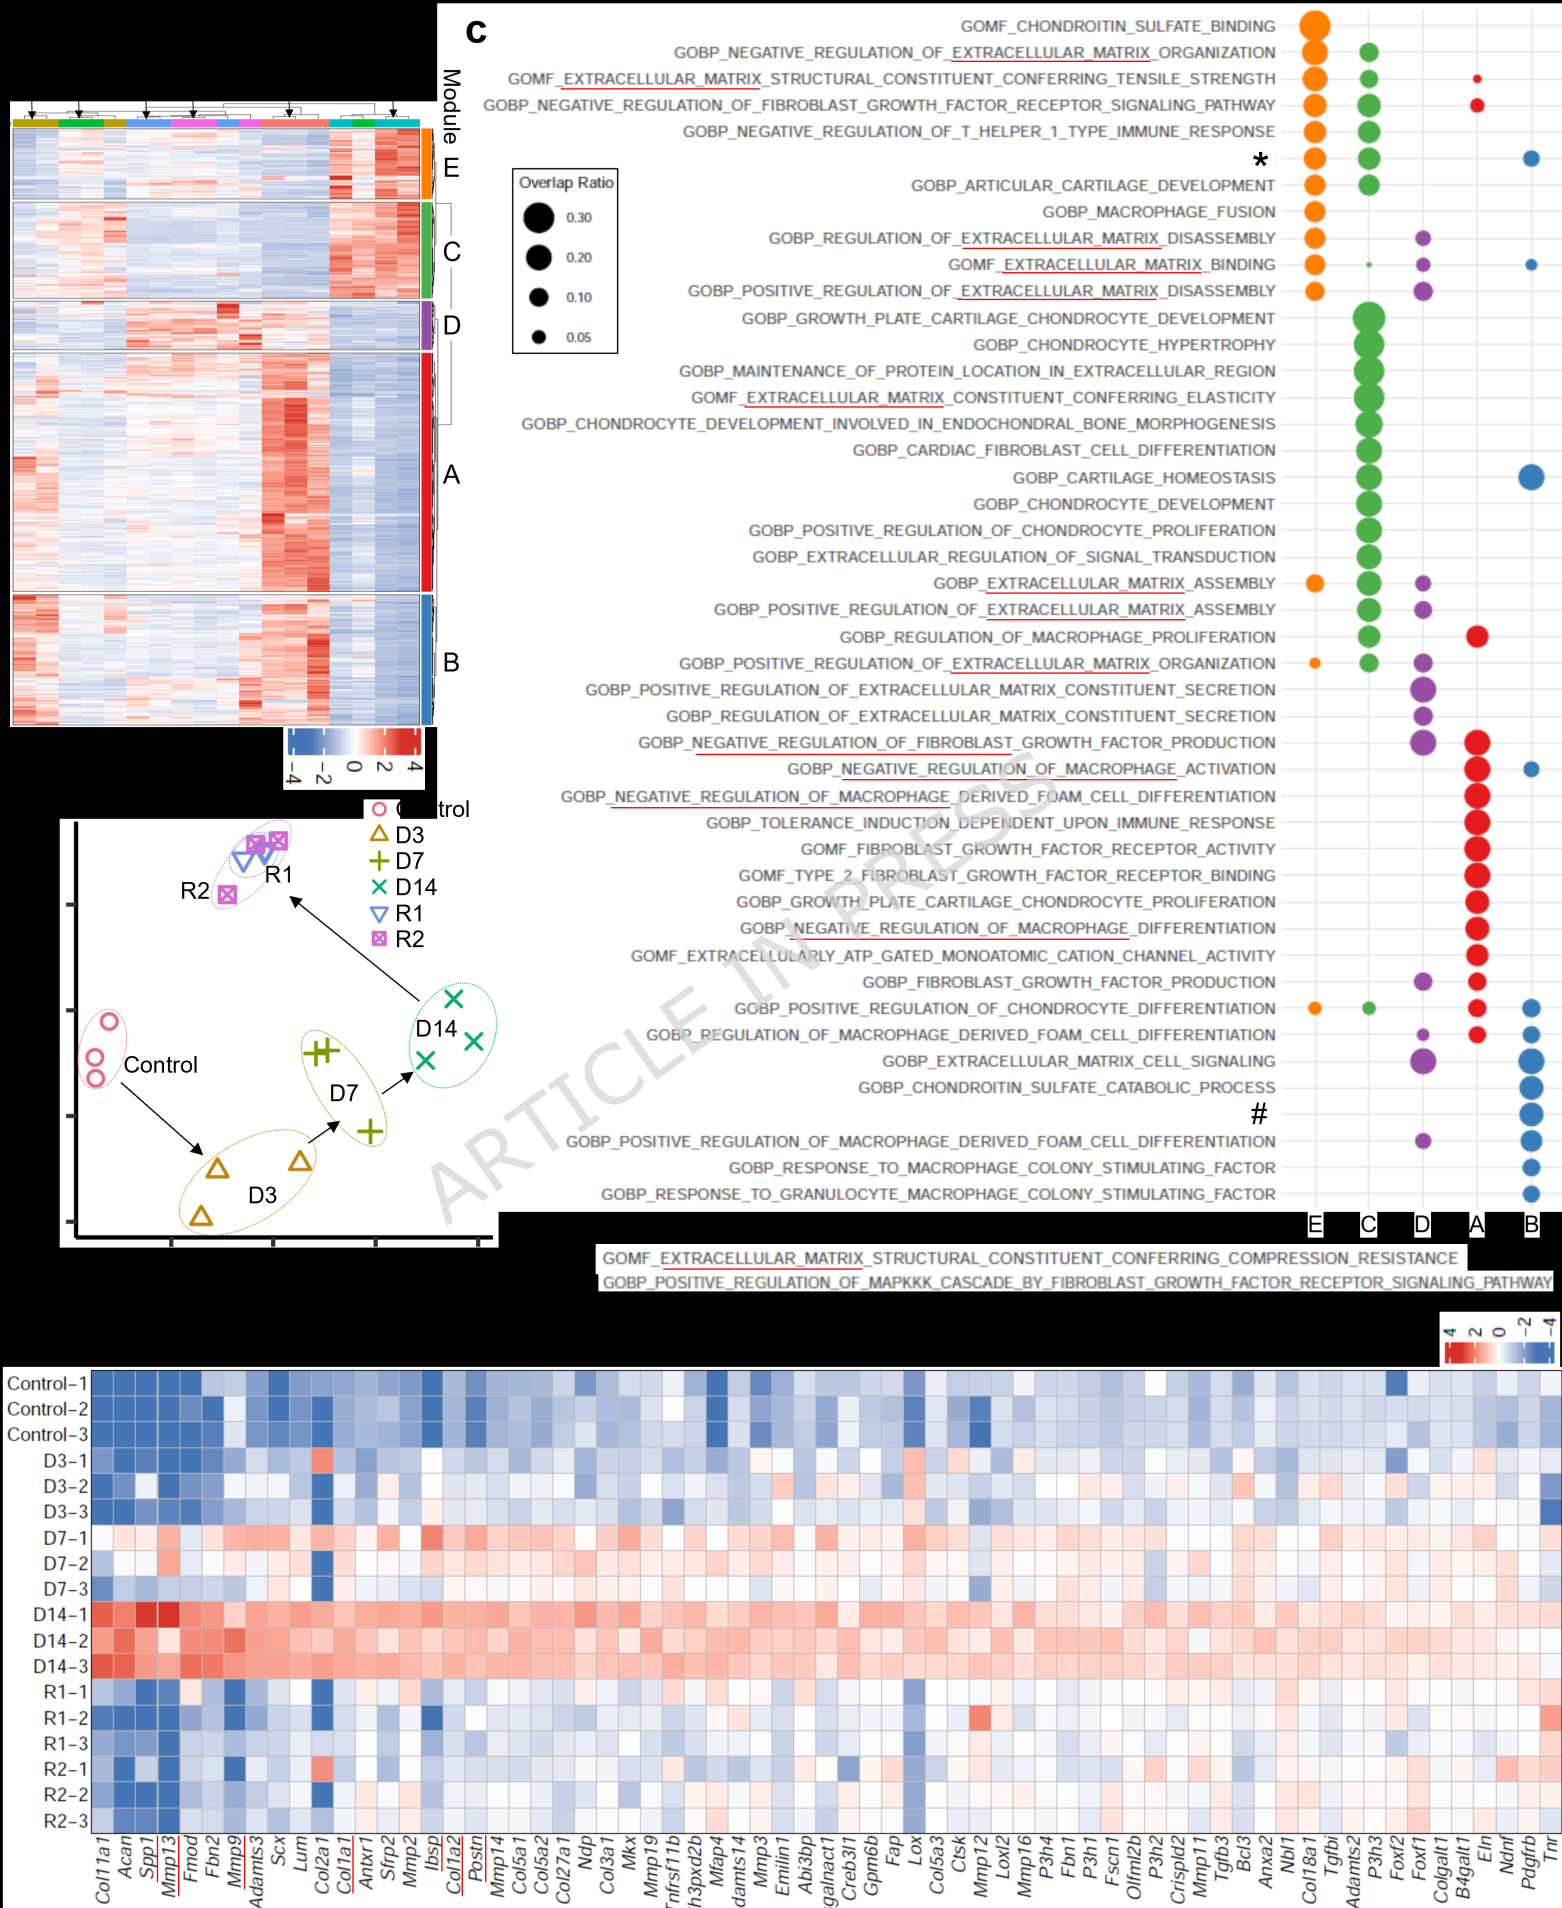 c
Module
E
C
D
A
B
-4
-2
0
2
4
Overlap Ratio
0.30
0.20
0.10
0.05
GOMF_CHONDROITIN_SULFATE_BINDING
GOBP_NEGATIVE_REGULATION_OF_EXTRACELLULAR_MATRIX_ORGANIZATION
GOMF_EXTRACELLULAR_MATRIX_STRUCTURAL_CONSTITUENT_CONFERRING_TENSILE_STRENGTH
GOBP_NEGATIVE_REGULATION_OF_FIBROBLAST_GROWTH_FACTOR_RECEPTOR_SIGNALING_PATHWAY
GOBP_NEGATIVE_REGULATION_OF_T_HELPER_1_TYPE_IMMUNE_RESPONSE
*
GOBP_ARTICULAR_CARTILAGE_DEVELOPMENT
GOBP_MACROPHAGE_FUSION
GOBP_REGULATION_OF_EXTRACELLULAR_MATRIX_DISASSEMBLY
GOMF_EXTRACELLULAR_MATRIX_BINDING
GOBP_POSITIVE_REGULATION_OF_EXTRACELLULAR_MATRIX_DISASSEMBLY
GOBP_GROWTH_PLATE_CARTILAGE_CHONDROCYTE_DEVELOPMENT
GOBP_CHONDROCYTE_HYPERTROPHY
GOBP_MAINTENANCE_OF_PROTEIN_LOCATION_IN_EXTRACELLULAR_REGION
GOMF_EXTRACELLULAR_MATRIX_CONSTITUENT_CONFERRING_ELASTICITY
GOBP_CHONDROCYTE_DEVELOPMENT_INVOLVED_IN_ENDOCHONDRAL_BONE_MORPHOGENESIS
GOBP_CARDIAC_FIBROBLAST_CELL_DIFFERENTIATION
GOBP_CARTILAGE_HOMEOSTASIS
GOBP_CHONDROCYTE_DEVELOPMENT
GOBP_POSITIVE_REGULATION_OF_CHONDROCYTE_PROLIFERATION
GOBP_EXTRACELLULAR_REGULATION_OF_SIGNAL_TRANSDUCTION
GOBP_EXTRACELLULAR_MATRIX_ASSEMBLY
GOBP_POSITIVE_REGULATION_OF_EXTRACELLULAR_MATRIX_ASSEMBLY
GOBP_REGULATION_OF_MACROPHAGE_PROLIFERATION
GOBP_POSITIVE_REGULATION_OF_EXTRACELLULAR_MATRIX_ORGANIZATION
GOBP_POSITIVE_REGULATION_OF_EXTRACELLULAR_MATRIX_CONSTITUENT_SECRETION
GOBP_REGULATION_OF_EXTRACELLULAR_MATRIX_CONSTITUENT_SECRETION
GOBP_NEGATIVE_REGULATION_OF_FIBROBLAST_GROWTH_FACTOR_PRODUCTION
GOBP_NEGATIVE_REGULATION_OF_MACROPHAGE_ACTIVATION
GOBP_NEGATIVE_REGULATION_OF_MACROPHAGE_DERIVED_FOAM_CELL_DIFFERENTIATION
GOBP_TOLERANCE_INDUCTION_DEPENDENT_UPON_IMMUNE_RESPONSE
GOMF_FIBROBLAST_GROWTH_FACTOR_RECEPTOR_ACTIVITY
GOMF_TYPE_2_FIBROBLAST_GROWTH_FACTOR_RECEPTOR_BINDING
GOBP_GROWTH_PLATE_CARTILAGE_CHONDROCYTE_PROLIFERATION
GOBP_NEGATIVE_REGULATION_OF_MACROPHAGE_DIFFERENTIATION
GOMF_EXTRACELLULARLY_ATP_GATED_MONOATOMIC_CATION_CHANNEL_ACTIVITY
GOBP_FIBROBLAST_GROWTH_FACTOR_PRODUCTION
GOBP_POSITIVE_REGULATION_OF_CHONDROCYTE_DIFFERENTIATION
GOBP_REGULATION_OF_MACROPHAGE_DERIVED_FOAM_CELL_DIFFERENTIATION
GOBP_EXTRACELLULAR_MATRIX_CELL_SIGNALING
GOBP_CHONDROITIN_SULFATE_CATABOLIC_PROCESS
#
GOBP_POSITIVE_REGULATION_OF_MACROPHAGE_DERIVED_FOAM_CELL_DIFFERENTIATION
GOBP_RESPONSE_TO_MACROPHAGE_COLONY_STIMULATING_FACTOR
GOBP_RESPONSE_TO_GRANULOCYTE_MACROPHAGE_COLONY_STIMULATING_FACTOR
E C D A B
GOMF_EXTRACELLULAR_MATRIX_STRUCTURAL_CONSTITUENT_CONFERRING_COMPRESSION_RESISTANCE
GOBP_POSITIVE_REGULATION_OF_MAPKKK_CASCADE_BY_FIBROBLAST_GROWTH_FACTOR_RECEPTOR_SIGNALING_PATHWAY
D3
D7
D14
R1
R2
R2
R1
D14
D7
Control
D3
ARTICLE IN PRESS
4
2
0
-2
-4
Control-1
Control-2
Control-3
D3-1
D3-2
D3-3
D7-1
D7-2
D7-3
D14-1
D14-2
D14-3
R1-1
R1-2
R1-3
R2-1
R2-2
R2-3
Col11a1
Acan
Spp1
Mmp13
Fmod
Fbn2
Mmp9
Adamts3
Scx
Lum
Col2a1
Col1a1
Antxr1
Sfrp2
Mmp2
Ibsp
Col1a2
Postn
Mmp14
Col5a1
Col5a2
Col27a1
Ndp
Col3a1
Mkx
Mmp19
Tnfrsf11b
h3pxd2b
Mfap4
damts14
Mmp3
Emilin1
Abi3bp
galnact1
Creb3l1
Gpm6b
Fap
Lox
Col5a3
Ctsk
Mmp12
Loxl2
Mmp16
P3h4
Fbn1
P3h1
Fscn1
Olfml2b
P3h2
Crispld2
Mmp11
Tgfb3
Bcl3
Anxa2
Nbl1
Col18a1
Tgfbi
Adamts2
P3h3
Foxf2
Foxf1
Colgalt1
B4galt1
Eln
Ndnf
Pdgfrb
Tnr